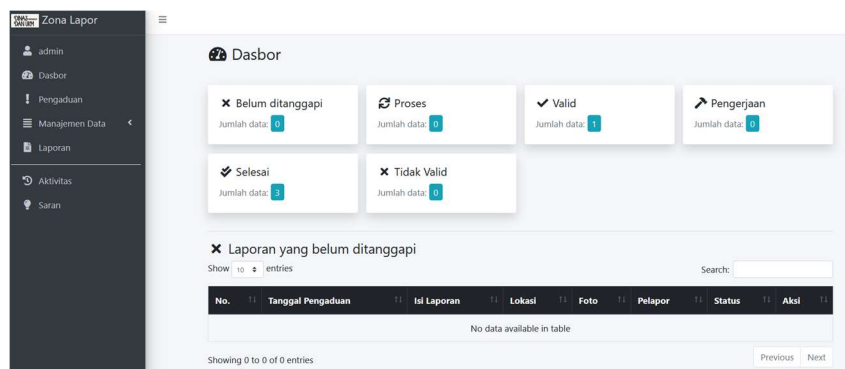 Zona Lapor
admin
Dasbor
Pengaduan
Manajemen Data
Laporan
Aktivitas
Saran
Dasbor
Belum ditanggapi
Jumlah data: 0
Proses
Jumlah data: 0
Valid
Jumlah data: 1
Pengerjaan
Jumlah data: 0
Selesai
Jumlah data: 3
Tidak Valid
Jumlah data: 0
Laporan yang belum ditanggapi
Show 10 entries Search:
No. Tanggal Pengaduan Isi Laporan Lokasi Foto Pelapor Status Aksi
No data available in table
Showing 0 to 0 of 0 entries Previous Next